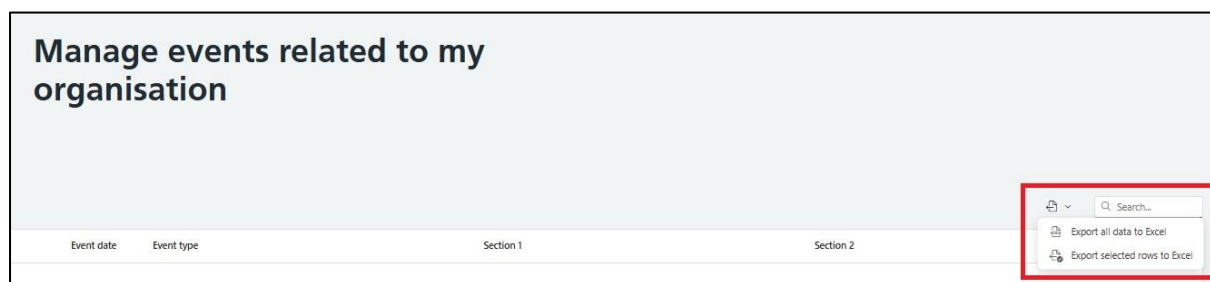 Manage events related to my
organisation
Search...
Export all data to Excel
Export selected rows to Excel
Event date Event type Section 1 Section 2